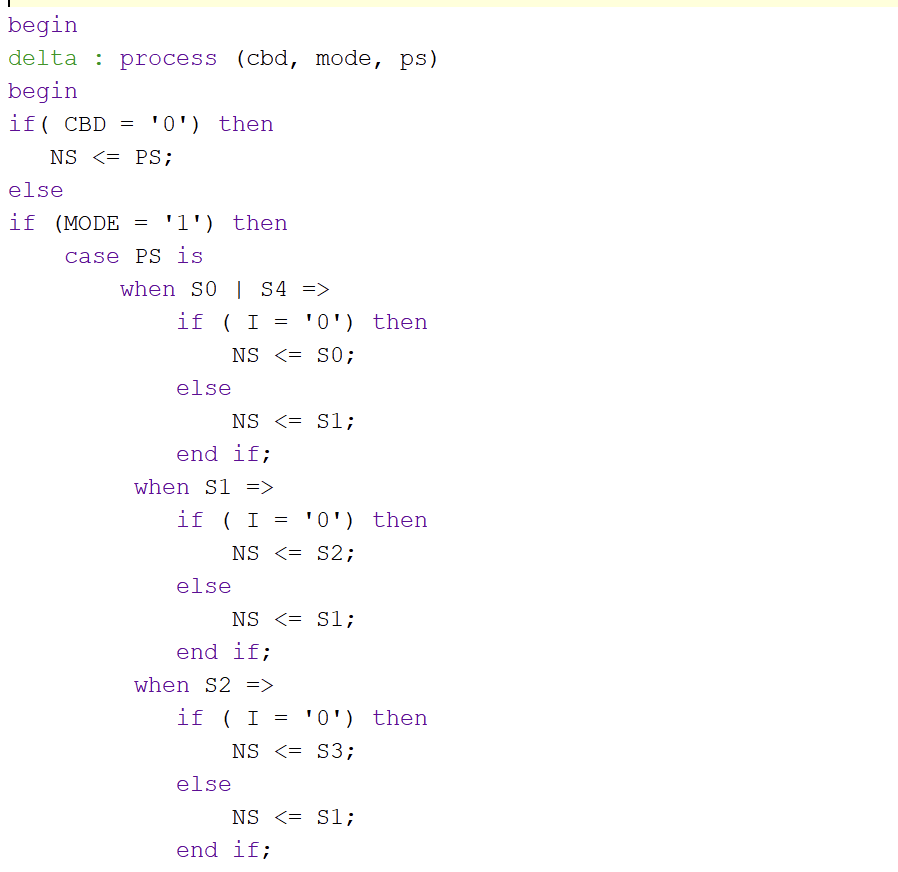 begin
delta : process (cbd, mode, ps)
begin
if( CBD = '0') then
   NS <= PS;
else
if (MODE = '1') then
    case PS is
        when S0 | S4 =>
            if ( I = '0') then
                NS <= S0;
            else
                NS <= S1;
            end if;
         when S1 =>
            if ( I = '0') then
                NS <= S2;
            else
                NS <= S1;
            end if;
         when S2 =>
            if ( I = '0') then
                NS <= S3;
            else
                NS <= S1;
            end if;